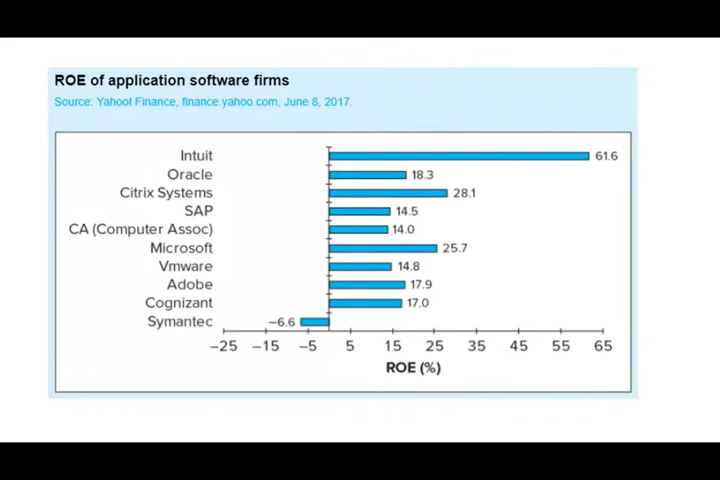 ROE of application software firms
Source: Yahoo! Finance, finance.yahoo.com, June 8, 2017.
Intuit 61.6
Oracle 18.3
Citrix Systems 28.1
SAP 14.5
CA (Computer Assoc) 14.0
Microsoft 25.7
Vmware 14.8
Adobe 17.9
Cognizant 17.0
Symantec −6.6
−25 −15 −5 5 15 25 35 45 55 65
ROE (%)